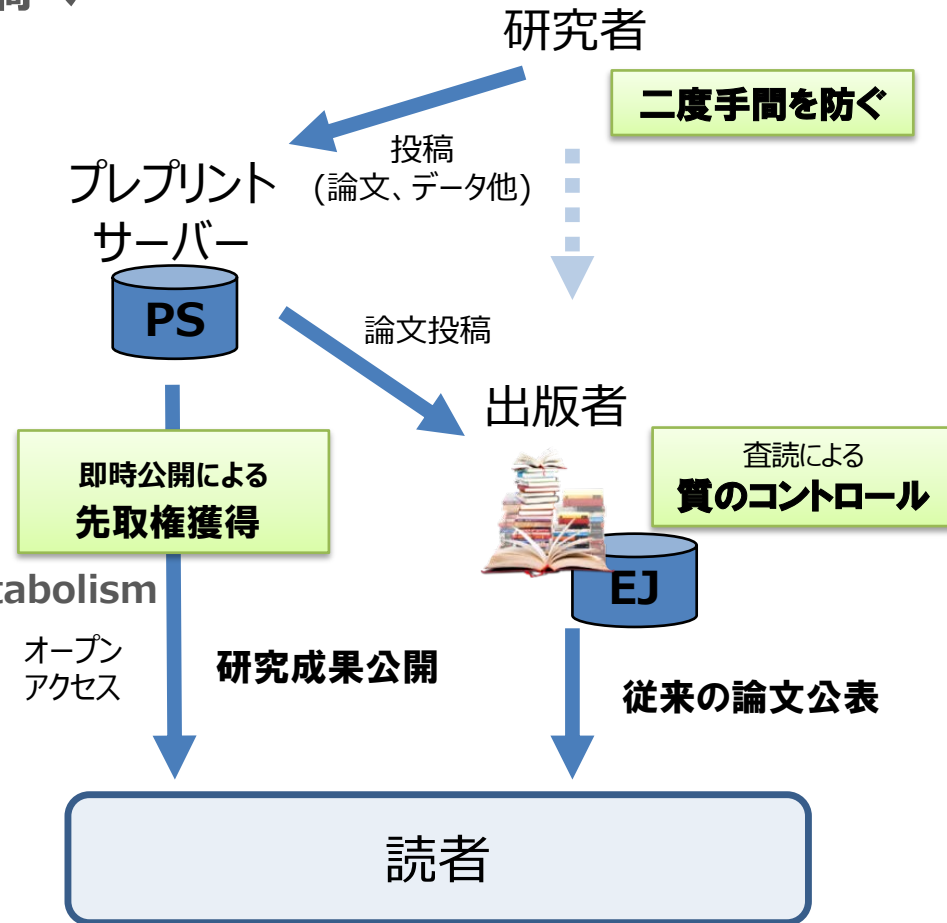 研究者
二度手間を防ぐ
投稿
(論文、データ他)
プレプリント
サーバー
PS
論文投稿
出版者
査読による
質のコントロール
即時公開による
先取権獲得
EJ
tabolism
オープン
アクセス
研究成果公開
従来の論文公表
読者